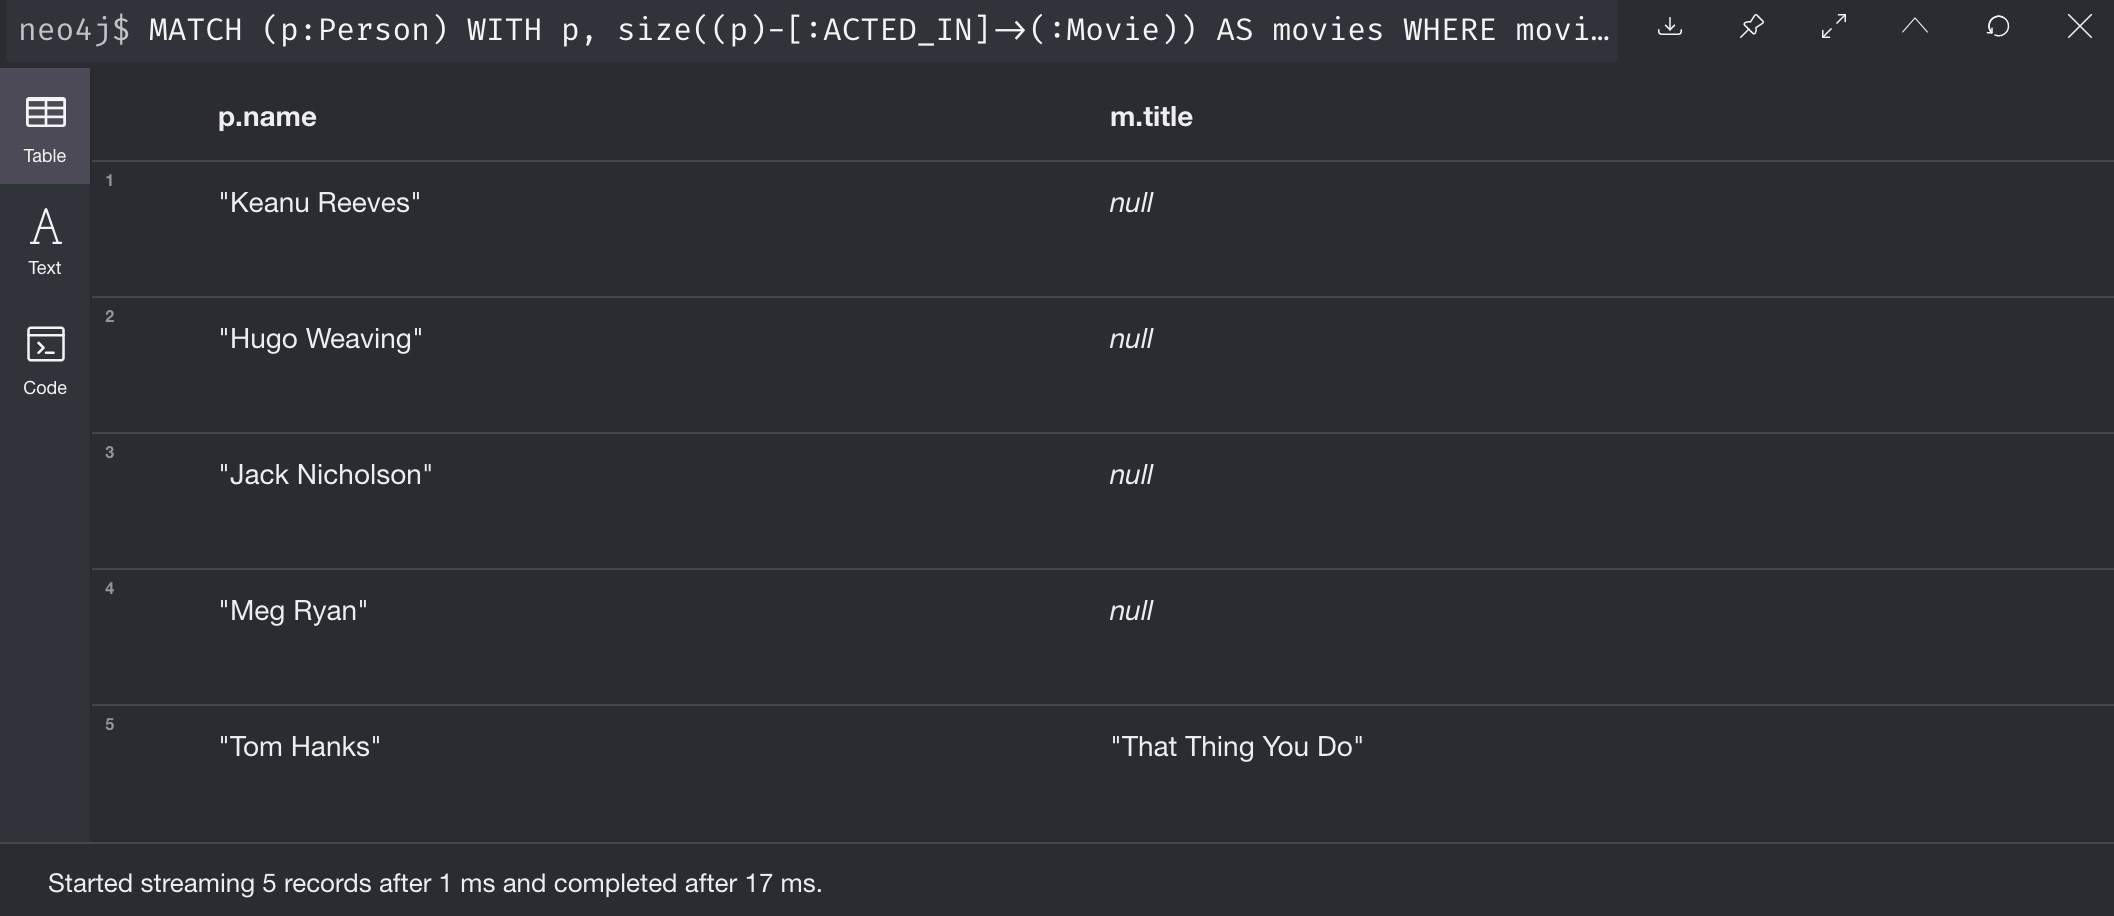 neo4j$ MATCH (p:Person) WITH p, size((p)-[:ACTED_IN]→(:Movie)) AS movies WHERE movi…
Table
Text
Code
p.name m.title
1
"Keanu Reeves" null
2
"Hugo Weaving" null
3
"Jack Nicholson" null
4
"Meg Ryan" null
5
"Tom Hanks" "That Thing You Do"
Started streaming 5 records after 1 ms and completed after 17 ms.